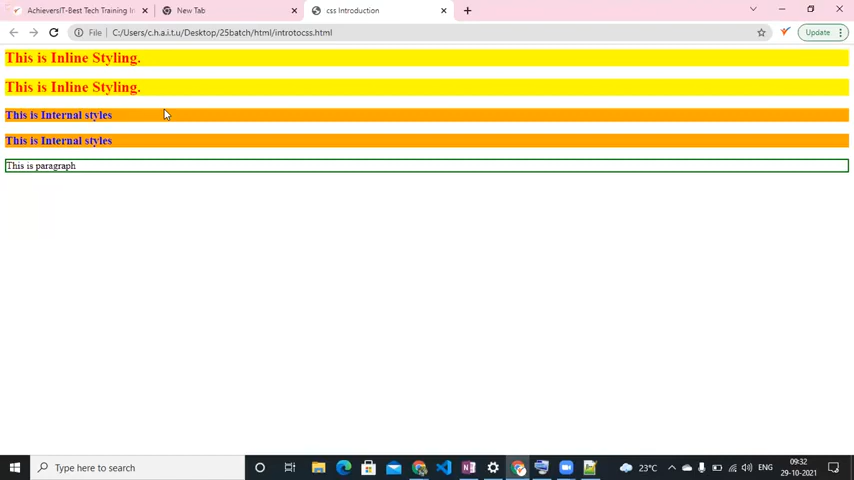 AchieversIT-Best Tech Training In
New Tab
css Introduction
File
C:/Users/c.h.a.i.t.u/Desktop/25batch/html/introtocss.html
Update
This is Inline Styling.
This is Inline Styling.
This is Internal styles
This is Internal styles
This is paragraph
Type here to search
23°C
ENG
09:32
29-10-2021